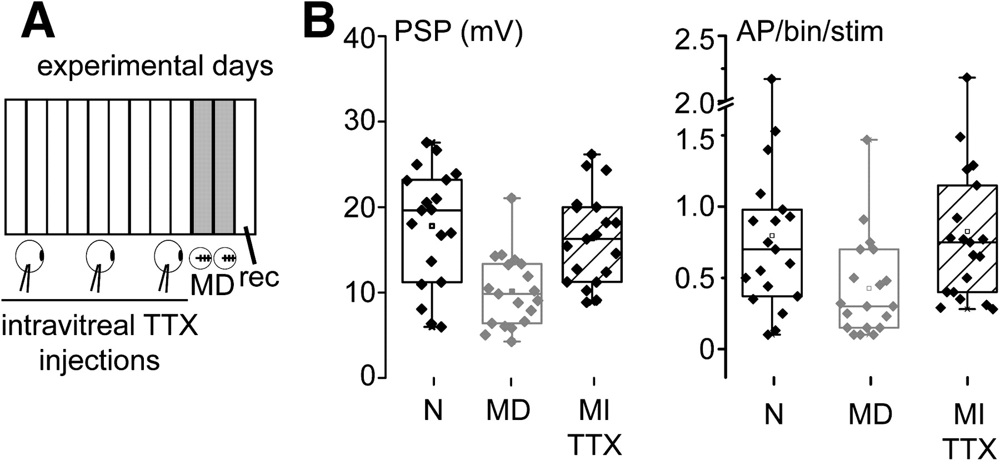 A
experimental days
MD
rec
intravitreal TTX
injections
B
PSP (mV)
40
30
20
10
0
N
MD
MI
TTX
AP/bin/stim
2.5
2.0
1.5
1.0
0.5
0
N
MD
MI
TTX